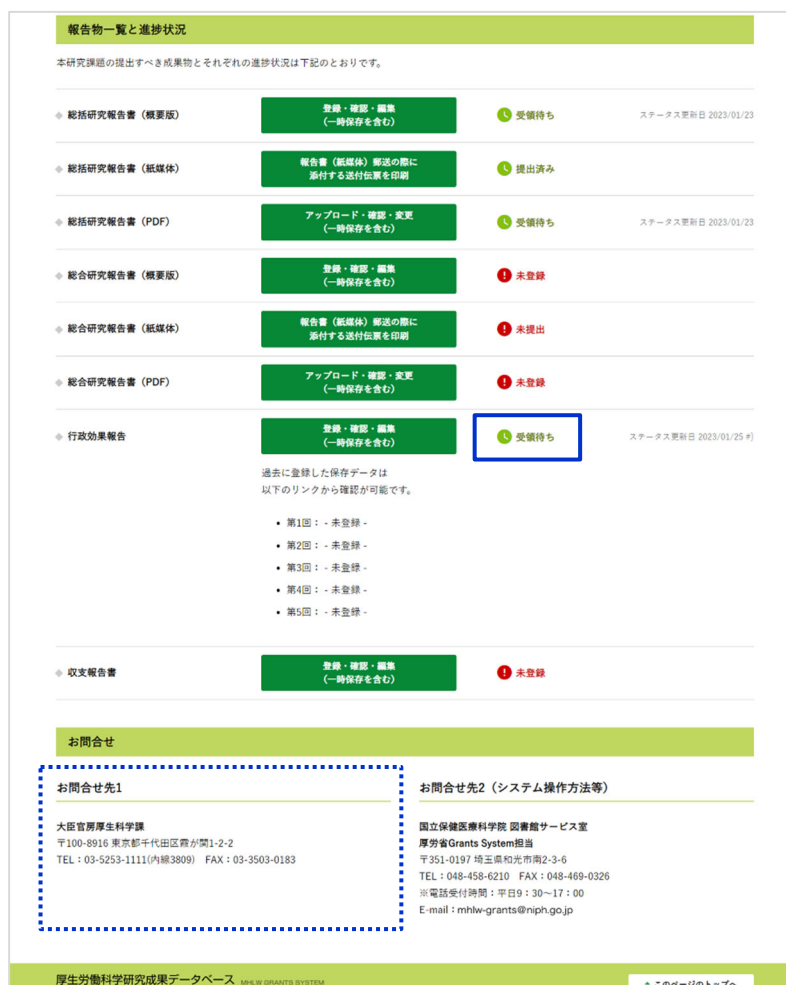 報告物一覧と進捗状況
本研究課題の提出すべき成果物とそれぞれの進捗状況は下記のとおりです。
総括研究報告書（概要版）
登録・確認・編集
（一時保存を含む）
受領待ち
ステータス更新日 2023/01/23
総括研究報告書（紙媒体）
報告書（紙媒体）郵送の際に
添付する送付伝票を印刷
提出済み
総括研究報告書（PDF）
アップロード・確認・変更
（一時保存を含む）
受領待ち
ステータス更新日 2023/01/23
総合研究報告書（概要版）
登録・確認・編集
（一時保存を含む）
未登録
総合研究報告書（紙媒体）
報告書（紙媒体）郵送の際に
添付する送付伝票を印刷
未提出
総合研究報告書（PDF）
アップロード・確認・変更
（一時保存を含む）
未登録
行政効果報告
登録・確認・編集
（一時保存を含む）
受領待ち
ステータス更新日 2023/01/25 #]
過去に登録した保存データは
以下のリンクから確認が可能です。
• 第1回： - 未登録 -
• 第2回： - 未登録 -
• 第3回： - 未登録 -
• 第4回： - 未登録 -
• 第5回： - 未登録 -
収支報告書
登録・確認・編集
（一時保存を含む）
未登録
お問合せ
お問合せ先1
大臣官房厚生科学課
〒100-8916 東京都千代田区霞が関1-2-2
TEL：03-5253-1111(内線3809) FAX：03-3503-0183
お問合せ先2（システム操作方法等）
国立保健医療科学院 図書館サービス室
厚労省Grants System担当
〒351-0197 埼玉県和光市南2-3-6
TEL：048-458-6210 FAX：048-469-0326
※電話受付時間：平日9：30～17：00
E-mail：mhlw-grants@niph.go.jp
厚生労働科学研究成果データベース MHLW GRANTS SYSTEM
このページのトップへ